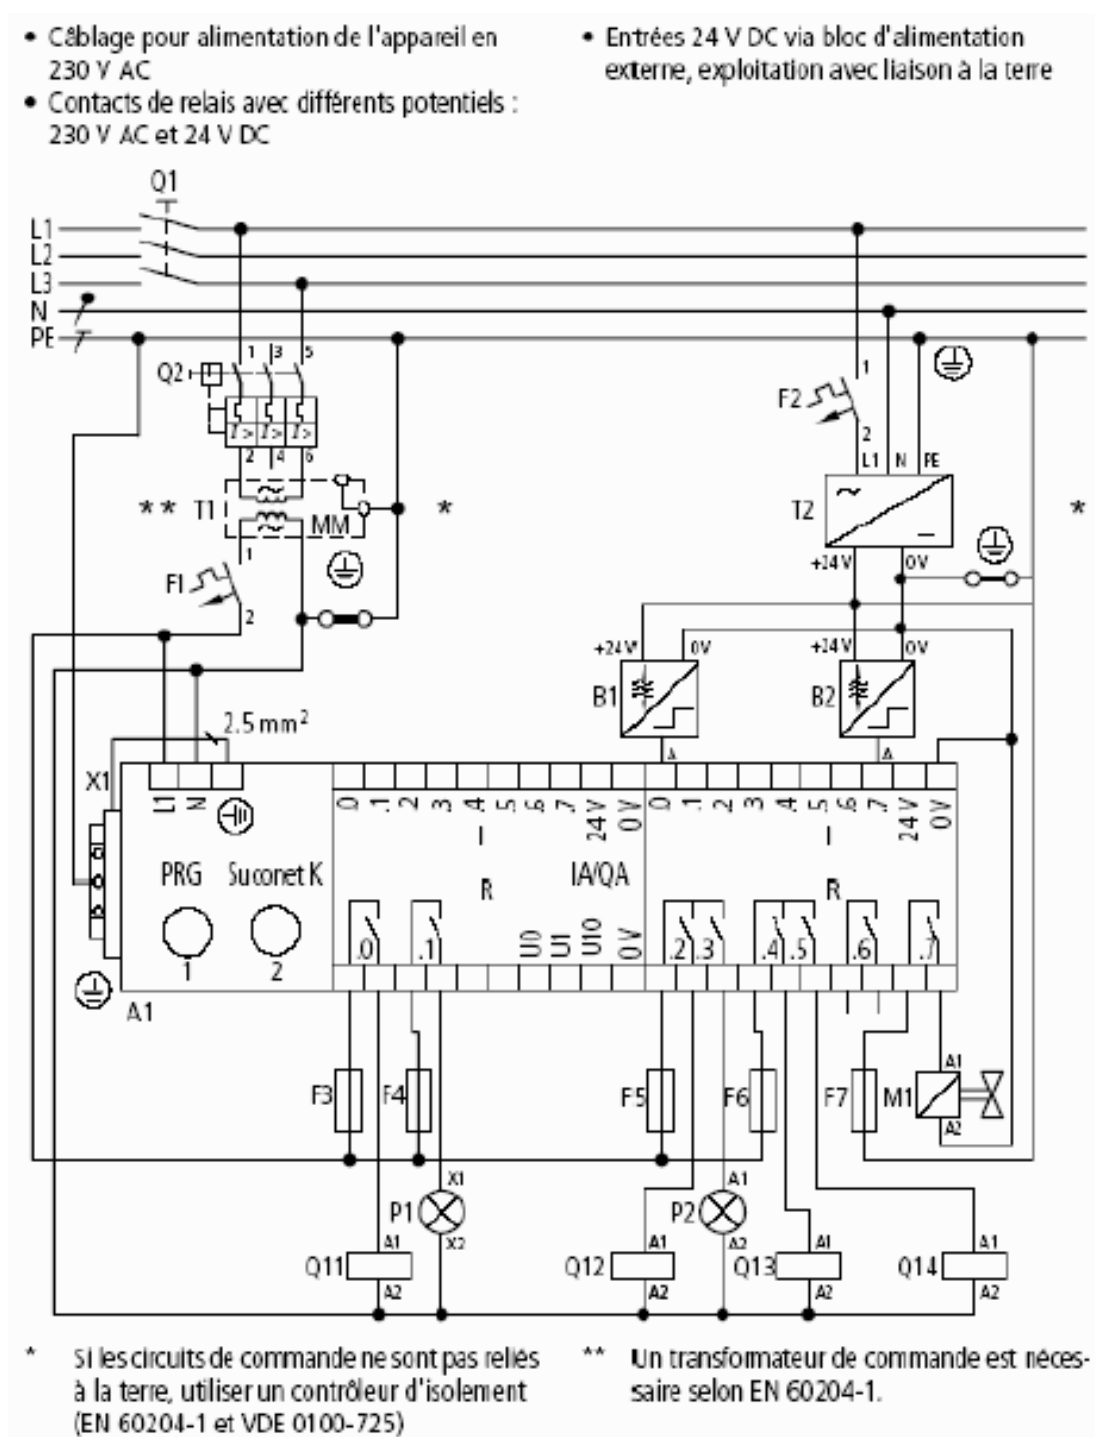 • Câblage pour alimentation de l'appareil en
230 V AC
• Contacts de relais avec différents potentiels :
230 V AC et 24 V DC
• Entrées 24 V DC via bloc d'alimentation
externe, exploitation avec liaison à la terre
Q1
L1
L2
L3
N
PE
1 3 5
Q2
I> I> I>
2 4 6
** T1
MM
*
F1
1
2
F2
1
2
L1 N PE
T2
*
+24 V 0 V
+24 V 0 V
B1
A
+24 V 0 V
B2
A
2.5 mm²
X1
L1 N
.0 .1 .2 .3 .4 .5 .6 .7 24 V 0 V
I
.0 .1 .2 .3 .4 .5 .6 .7 24 V 0 V
I
PRG Suconet K
R
IA/QA
R
1 2
.0 .1
U0 U1 U10 0 V
.2 .3 .4 .5 .6 .7
A1
F3 F4 F5 F6 F7 M1
A1
A2
P1
X1
X2
P2
A1
A2
Q11
A1
A2
Q12
A1
A2
Q13
A1
A2
Q14
A1
A2
* Si les circuits de commande ne sont pas reliés
à la terre, utiliser un contrôleur d'isolement
(EN 60204-1 et VDE 0100-725)
** Un transformateur de commande est néces-
saire selon EN 60204-1.